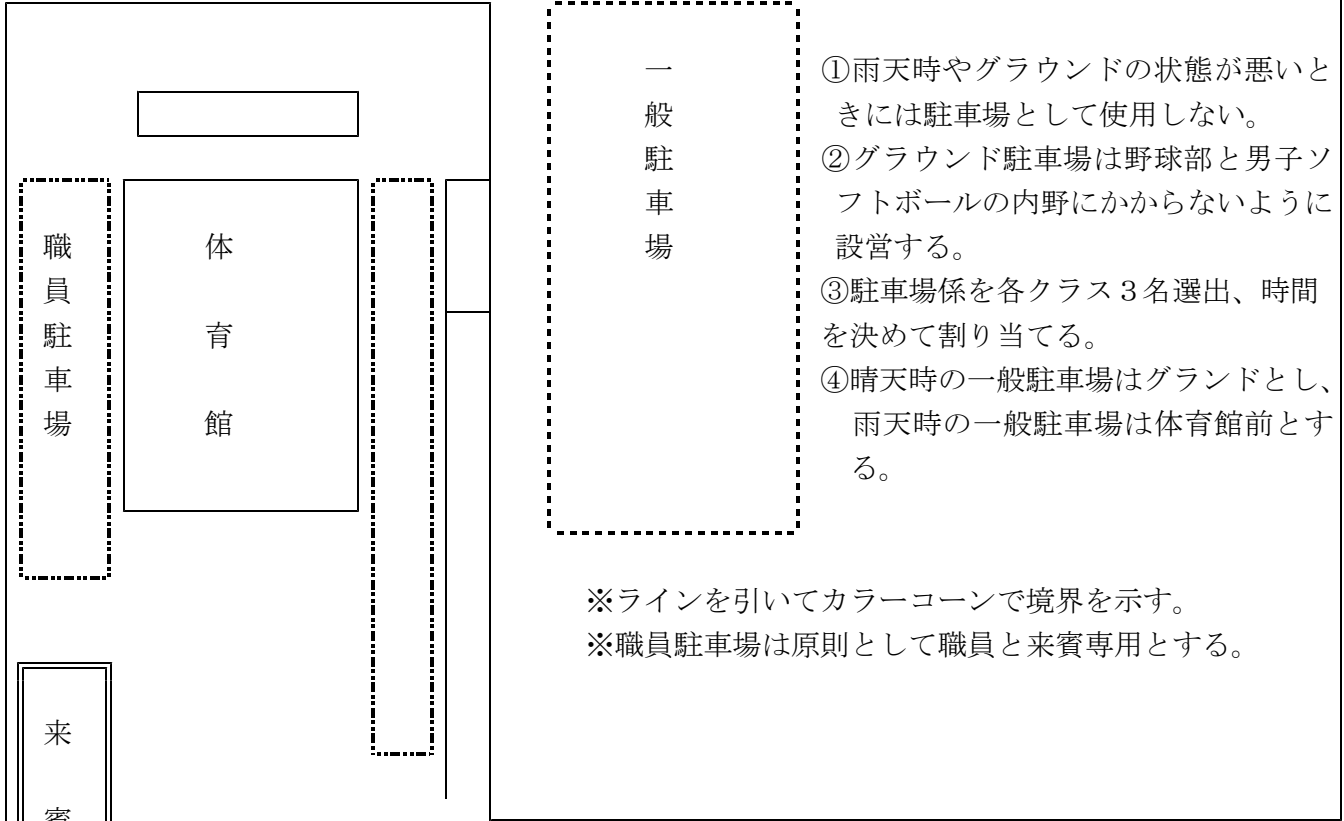 職員駐車場
体育館
来賓
一般駐車場
①雨天時やグラウンドの状態が悪いと
きには駐車場として使用しない。
②グラウンド駐車場は野球部と男子ソ
フトボールの内野にかからないように
設営する。
③駐車場係を各クラス３名選出、時間
を決めて割り当てる。
④晴天時の一般駐車場はグランドとし、
雨天時の一般駐車場は体育館前とす
る。
※ラインを引いてカラーコーンで境界を示す。
※職員駐車場は原則として職員と来賓専用とする。